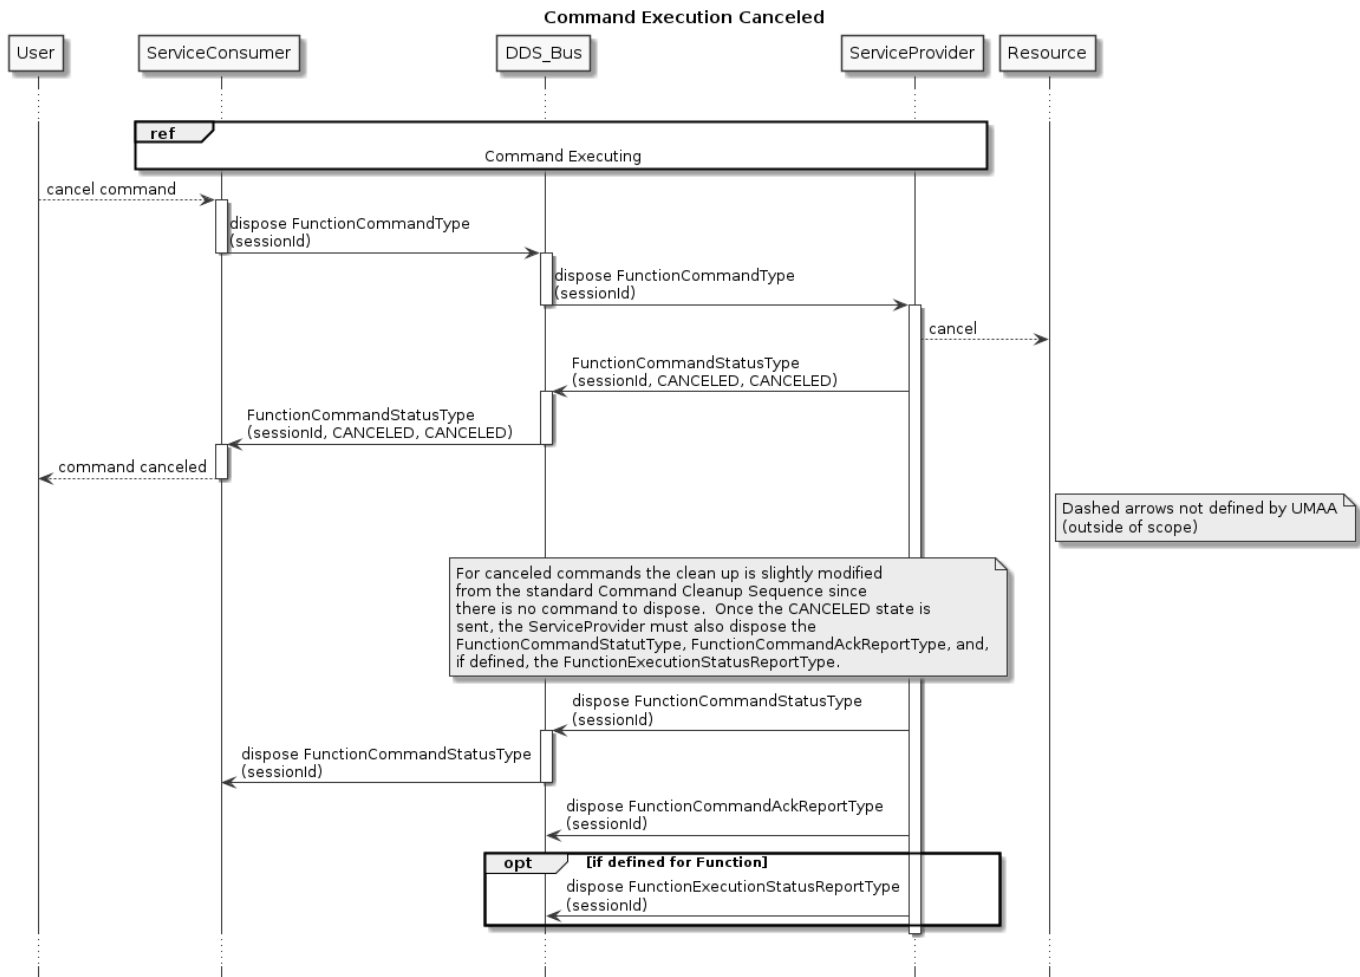 Command Execution Canceled
User
ServiceConsumer
DDS_Bus
ServiceProvider
Resource
ref
Command Executing
cancel command
dispose FunctionCommandType
(sessionId)
dispose FunctionCommandType
(sessionId)
cancel
FunctionCommandStatusType
(sessionId, CANCELED, CANCELED)
FunctionCommandStatusType
(sessionId, CANCELED, CANCELED)
command canceled
Dashed arrows not defined by UMAA
(outside of scope)
For canceled commands the clean up is slightly modified
from the standard Command Cleanup Sequence since
there is no command to dispose.  Once the CANCELED state is
sent, the ServiceProvider must also dispose the
FunctionCommandStatutType, FunctionCommandAckReportType, and,
if defined, the FunctionExecutionStatusReportType.
dispose FunctionCommandStatusType
(sessionId)
dispose FunctionCommandStatusType
(sessionId)
dispose FunctionCommandAckReportType
(sessionId)
opt
[if defined for Function]
dispose FunctionExecutionStatusReportType
(sessionId)